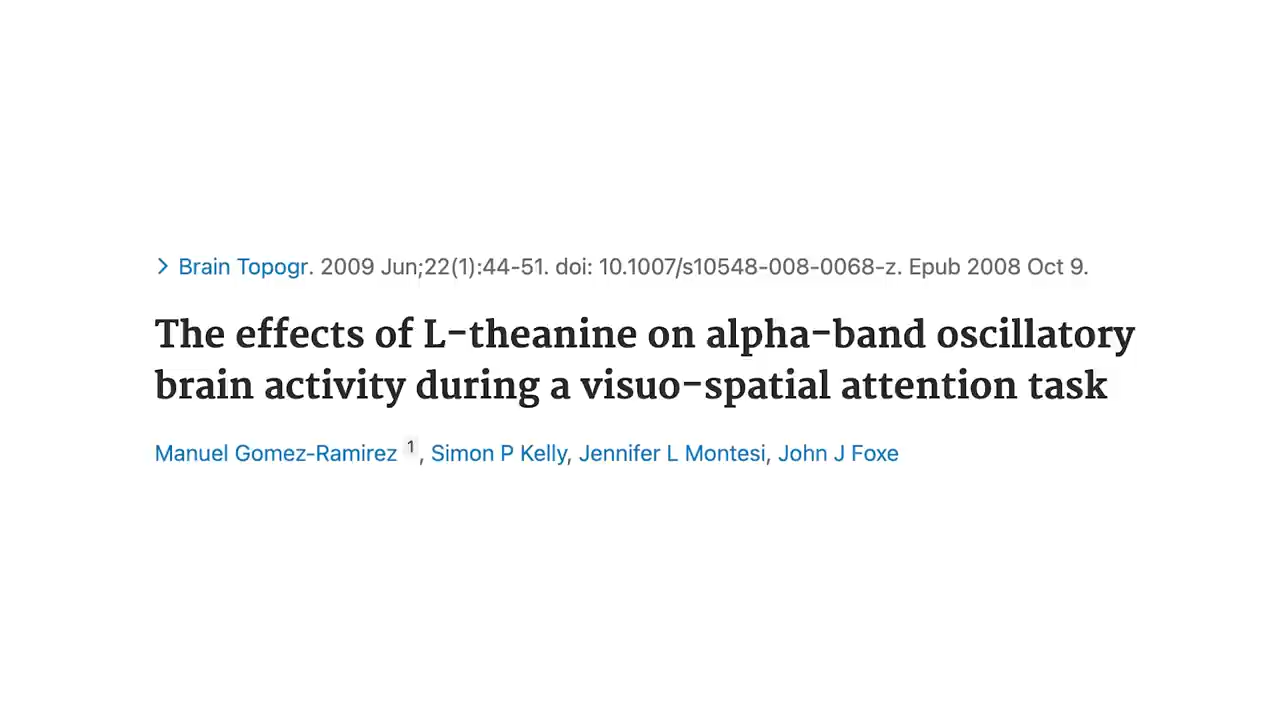 > Brain Topogr. 2009 Jun;22(1):44-51. doi: 10.1007/s10548-008-0068-z. Epub 2008 Oct 9.
The effects of L-theanine on alpha-band oscillatory
brain activity during a visuo-spatial attention task
Manuel Gomez-Ramirez 1, Simon P Kelly, Jennifer L Montesi, John J Foxe